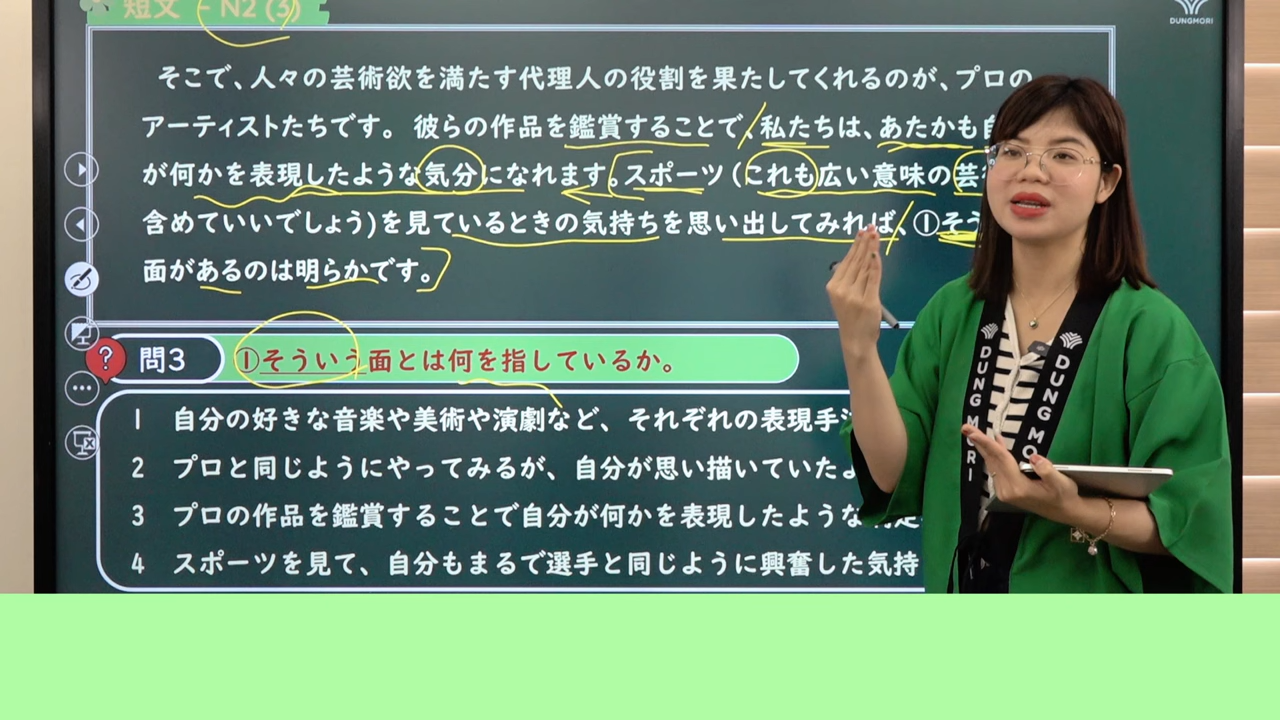 短文 - N2 (3)
DUNGMORI
そこで、人々の芸術欲を満たす代理人の役割を果たしてくれるのが、プロの
アーティストたちです。 彼らの作品を鑑賞することで、私たちは、あたかも自
が何かを表現したような気分になれます。スポーツ（これも広い意味の芸
含めていいでしょう)を見ているときの気持ちを思い出してみれば、①そう
面があるのは明らかです。
? 問3 ①そういう面とは何を指しているか。
1 自分の好きな音楽や美術や演劇など、それぞれの表現手
2 プロと同じようにやってみるが、自分が思い描いていたよ
3 プロの作品を鑑賞することで自分が何かを表現したような
4 スポーツを見て、自分もまるで選手と同じように興奮した気持
DUNG MORI
DUNG MO